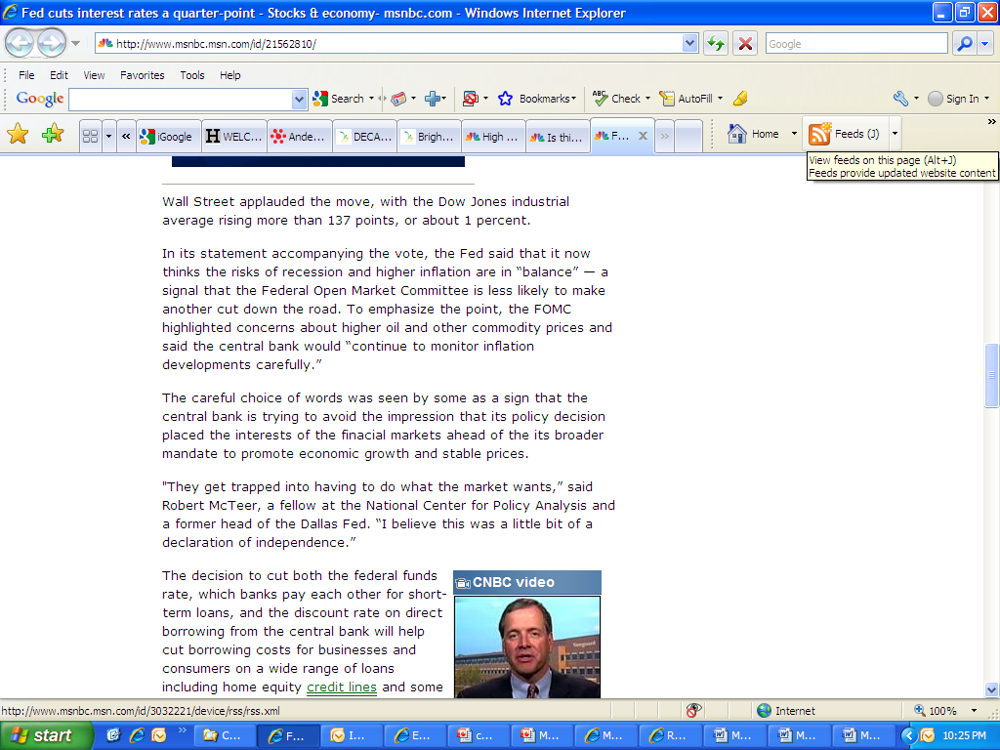 Fed cuts interest rates a quarter-point - Stocks & economy- msnbc.com - Windows Internet Explorer
http://www.msnbc.msn.com/id/21562810/
Google
File Edit View Favorites Tools Help
Google Search Bookmarks ABC Check AutoFill Sign In
iGoogle WELC... Ande... DECA... Brigh... High ... Is thi... F... Home Feeds (J)
View feeds on this page (Alt+J)
Feeds provide updated website content
Wall Street applauded the move, with the Dow Jones industrial
average rising more than 137 points, or about 1 percent.
In its statement accompanying the vote, the Fed said that it now
thinks the risks of recession and higher inflation are in “balance” — a
signal that the Federal Open Market Committee is less likely to make
another cut down the road. To emphasize the point, the FOMC
highlighted concerns about higher oil and other commodity prices and
said the central bank would “continue to monitor inflation
developments carefully.”
The careful choice of words was seen by some as a sign that the
central bank is trying to avoid the impression that its policy decision
placed the interests of the finacial markets ahead of the its broader
mandate to promote economic growth and stable prices.
"They get trapped into having to do what the market wants,” said
Robert McTeer, a fellow at the National Center for Policy Analysis and
a former head of the Dallas Fed. “I believe this was a little bit of a
declaration of independence.”
The decision to cut both the federal funds
rate, which banks pay each other for short-
term loans, and the discount rate on direct
borrowing from the central bank will help
cut borrowing costs for businesses and
consumers on a wide range of loans
including home equity credit lines and some
CNBC video
Vanguard
http://www.msnbc.msn.com/id/3032221/device/rss/rss.xml Internet 100%
start C... F... I... E... c... M... M... R... M... M... M... 10:25 PM